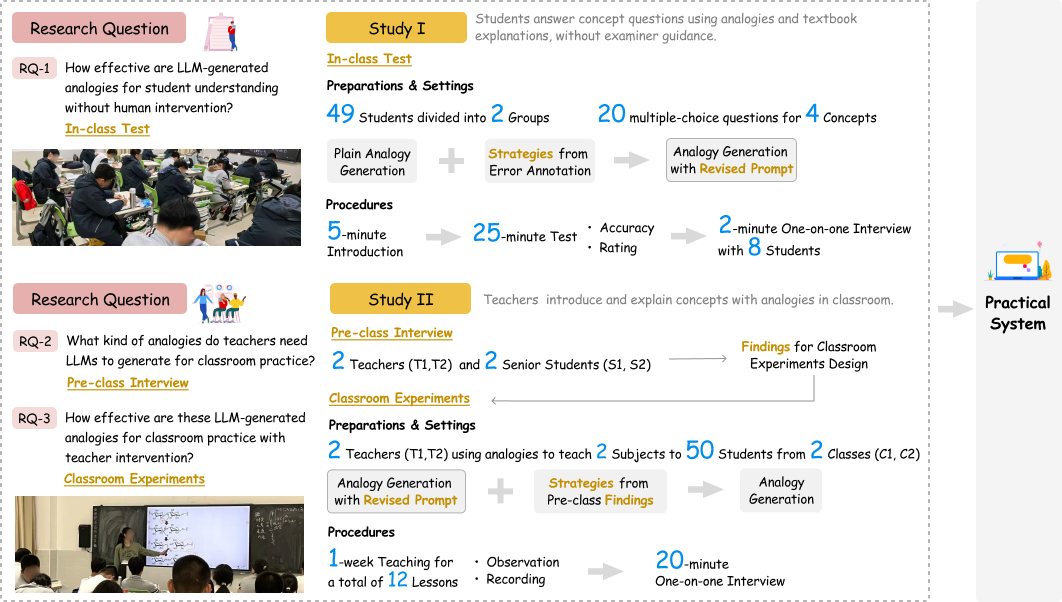 Research Question
RQ-1
How effective are LLM-generated
analogies for student understanding
without human intervention?
In-class Test
Study I
Students answer concept questions using analogies and textbook
explanations, without examiner guidance.
In-class Test
Preparations & Settings
49 Students divided into 2 Groups
20 multiple-choice questions for 4 Concepts
Plain Analogy
Generation
Strategies from
Error Annotation
Analogy Generation
with Revised Prompt
Procedures
5-minute
Introduction
25-minute Test
· Accuracy
· Rating
2-minute One-on-one Interview
with 8 Students
Research Question
RQ-2
What kind of analogies do teachers need
LLMs to generate for classroom practice?
Pre-class Interview
RQ-3
How effective are these LLM-generated
analogies for classroom practice with
teacher intervention?
Classroom Experiments
Study II
Teachers introduce and explain concepts with analogies in classroom.
Pre-class Interview
2 Teachers (T1,T2) and 2 Senior Students (S1, S2)
Findings for Classroom
Experiments Design
Classroom Experiments
Preparations & Settings
2 Teachers (T1,T2) using analogies to teach 2 Subjects to 50 Students from 2 Classes (C1, C2)
Analogy Generation
with Revised Prompt
Strategies from
Pre-class Findings
Analogy
Generation
Procedures
1-week Teaching for
a total of 12 Lessons
· Observation
· Recording
20-minute
One-on-one Interview
Practical
System